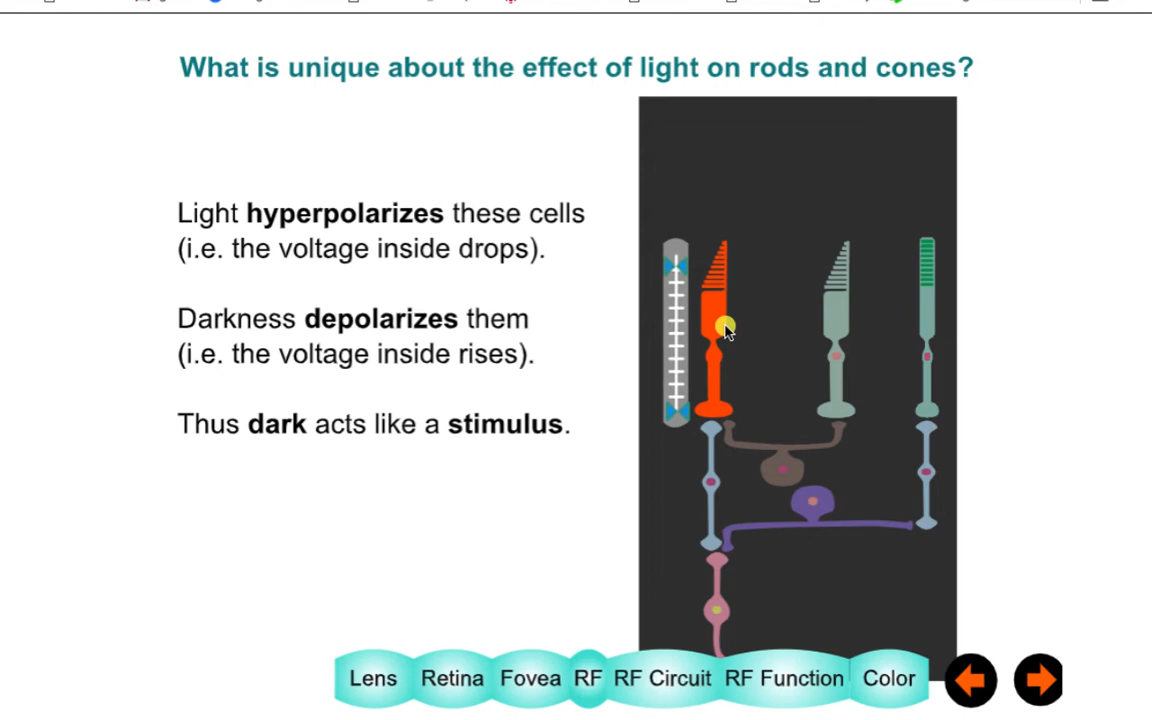 What is unique about the effect of light on rods and cones?
Light hyperpolarizes these cells
(i.e. the voltage inside drops).
Darkness depolarizes them
(i.e. the voltage inside rises).
Thus dark acts like a stimulus.
Lens Retina Fovea RF RF Circuit RF Function Color